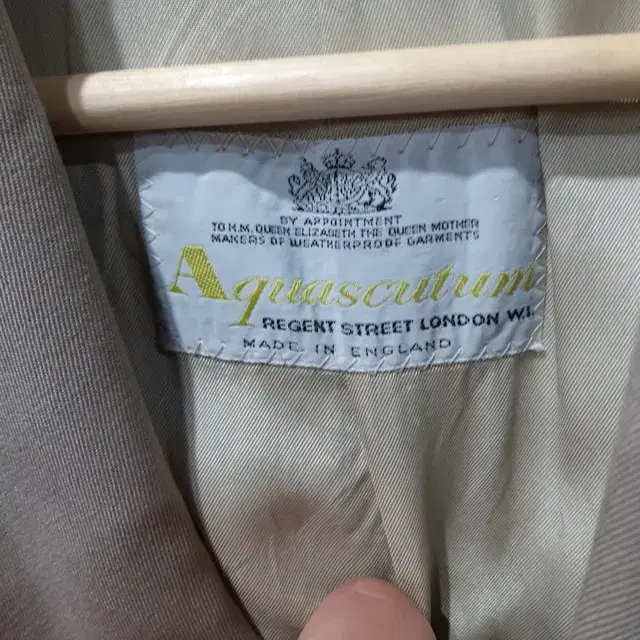 BY APPOINTMENT
TO H.M. QUEEN ELIZABETH THE QUEEN MOTHER
MAKERS OF WEATHERPROOF GARMENTS
Aquascutum
REGENT STREET LONDON W.1.
MADE IN ENGLAND